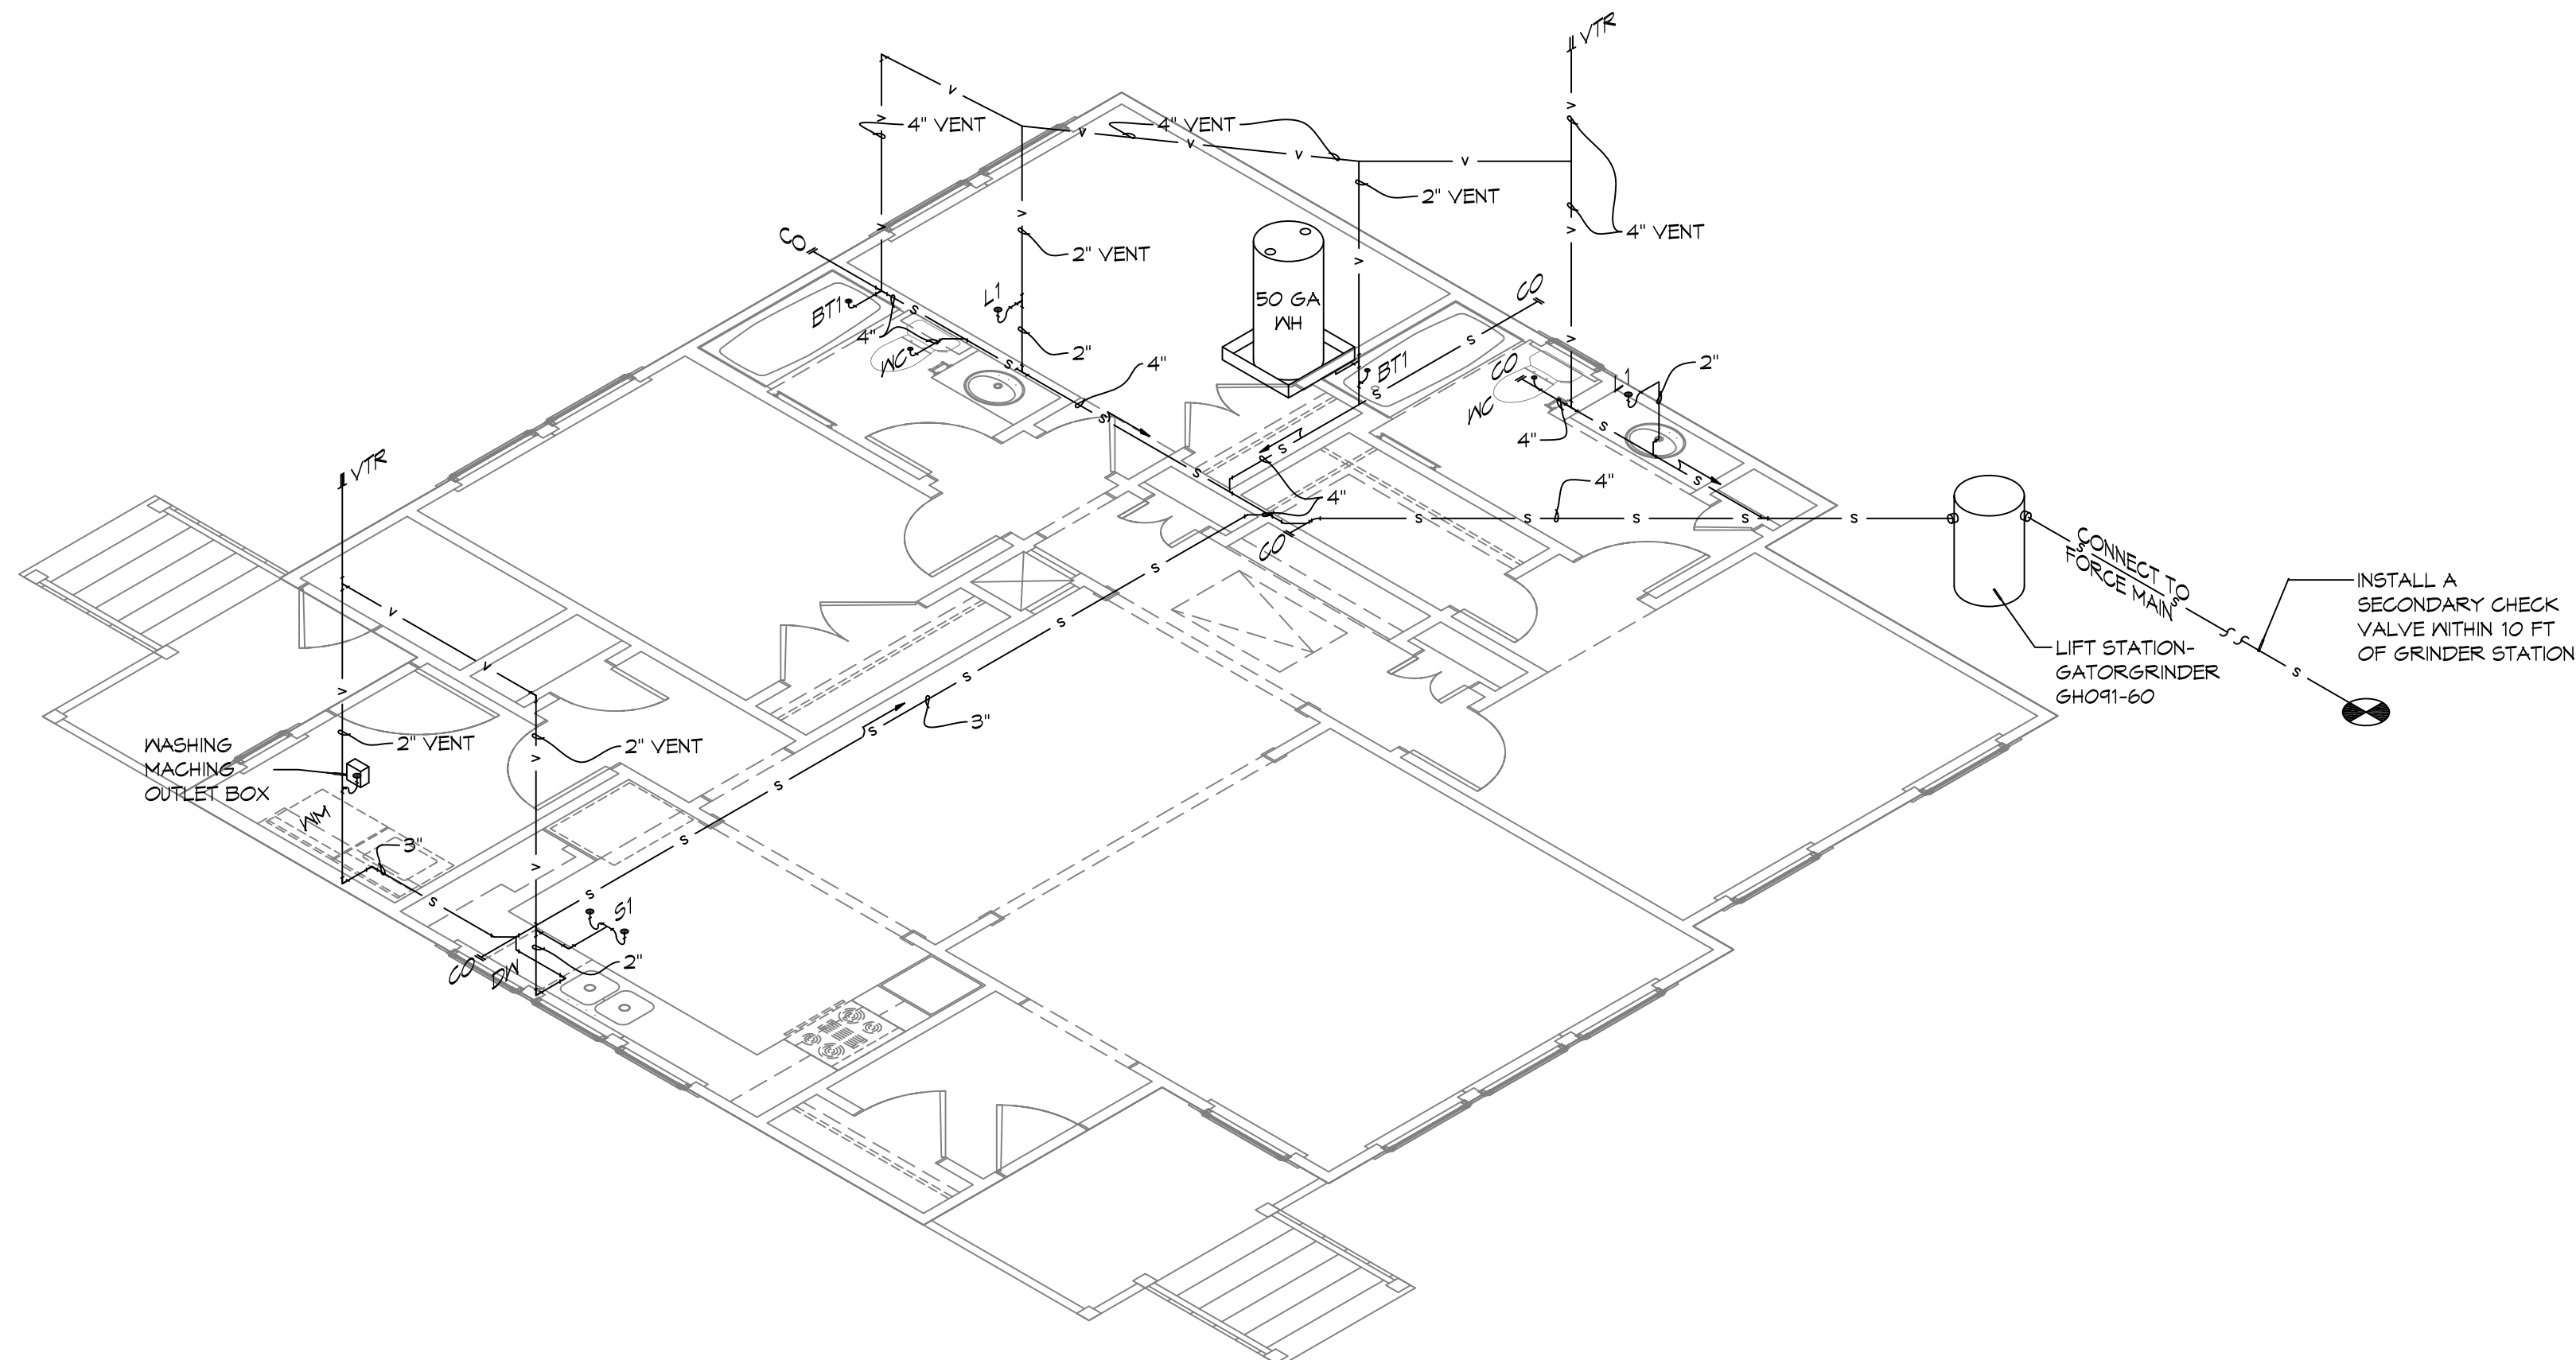 VTR
V
4" VENT
4" VENT
V
V
V
V
2" VENT
4" VENT
2" VENT
CO
L1
50 GA
WH
CO
BT1
4"
WC
2"
4"
BT1
CO
WC
L1
2"
4"
S
S
S
S
S
S
S
S
S
VTR
4"
4"
S
S
S
S
S
CO
CONNECT TO
FORCE MAIN
S
S
S
INSTALL A
SECONDARY CHECK
VALVE WITHIN 10 FT
OF GRINDER STATION
LIFT STATION-
GATORGRINDER
GH091-60
V
V
S
S
S
S
3"
WASHING
MACHING
OUTLET BOX
2" VENT
2" VENT
WM
3"
S
S
S
S
S
S1
CO
DW
2"